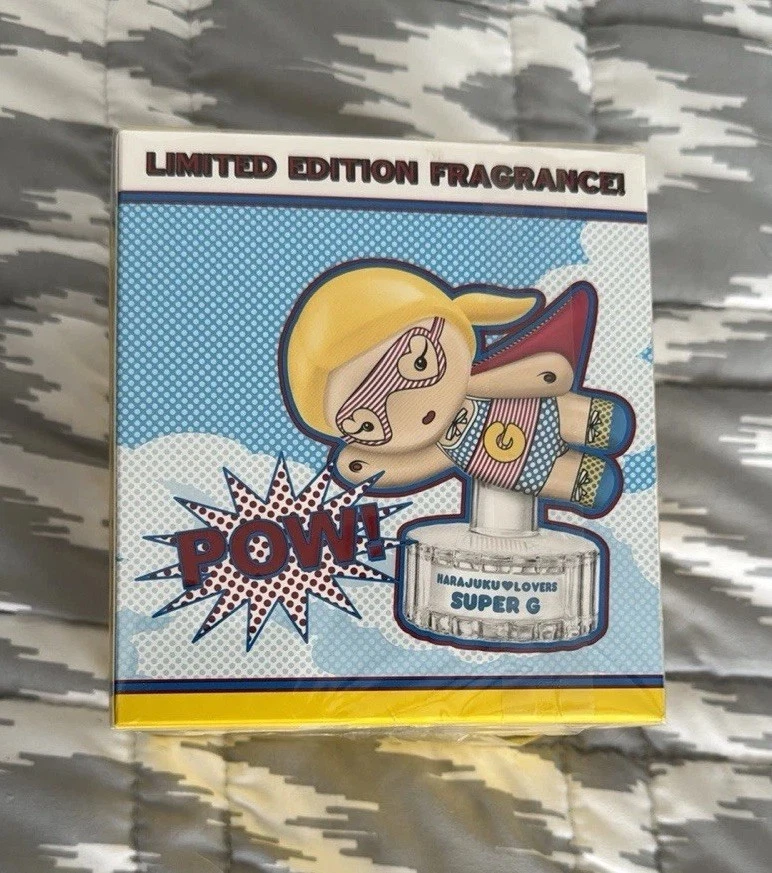 LIMITED EDITION FRAGRANCE!
G
POW!
HARAJUKU♥LOVERS
SUPER G